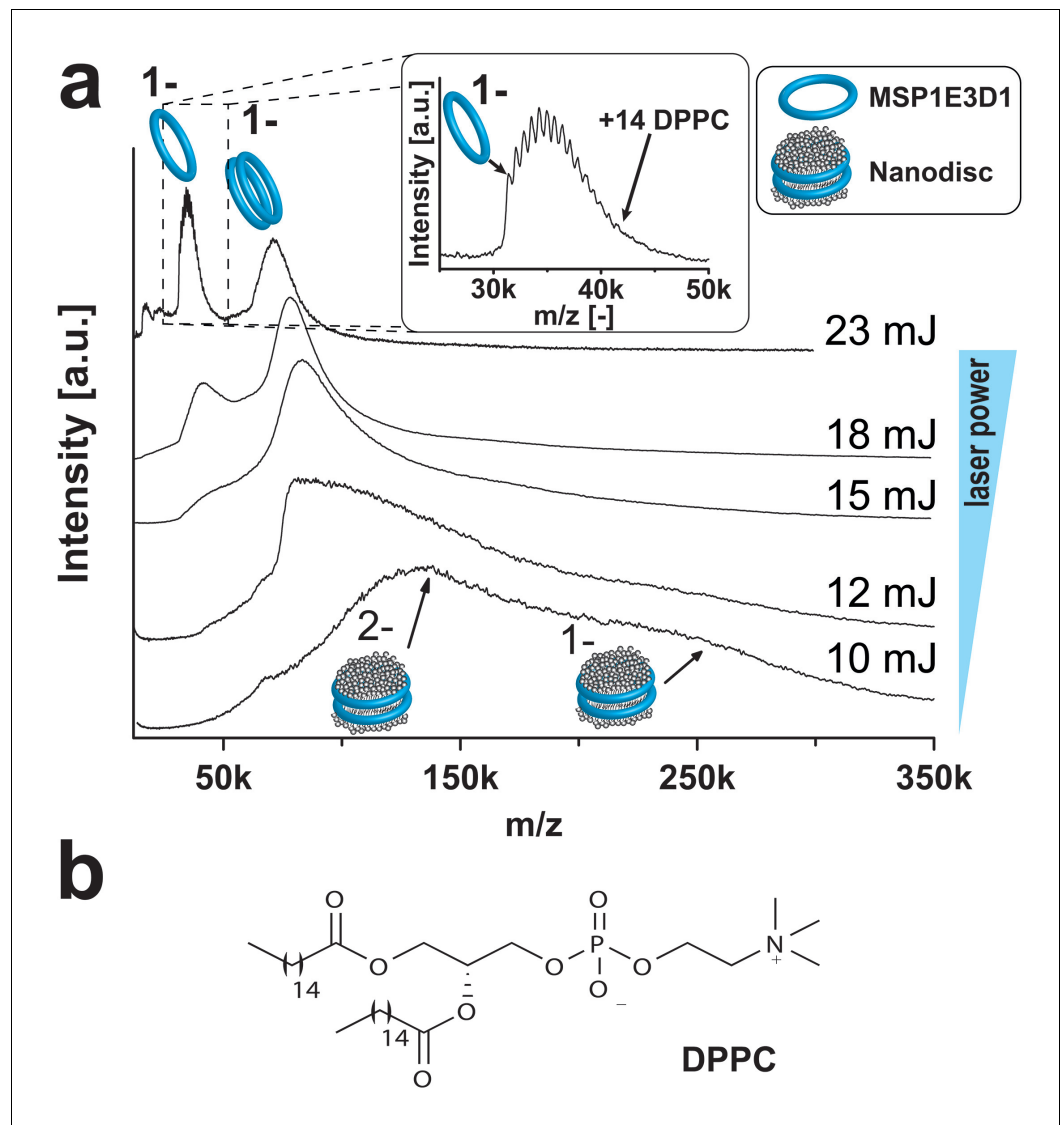 a
1-
1-
1-
+14 DPPC
Intensity [a.u.]
30k 40k 50k
m/z [-]
MSP1E3D1
Nanodisc
Intensity [a.u.]
23 mJ
18 mJ
15 mJ
12 mJ
10 mJ
laser power
2-
1-
50k 150k 250k 350k
m/z
b
O
O
14
O
P
O
O
O
−
N
+
O
14
O
DPPC